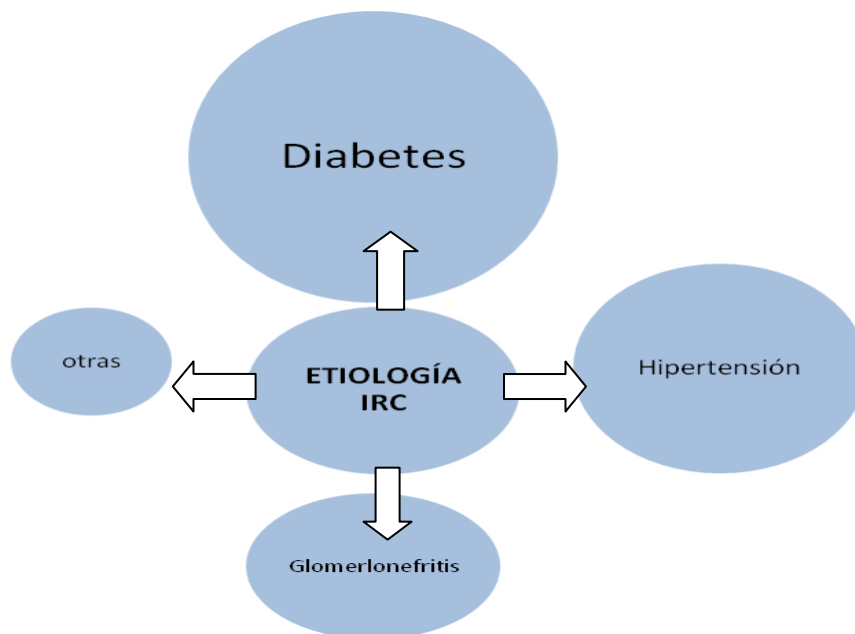 Diabetes
otras
ETIOLOGÍA
IRC
Hipertensión
Glomerlonefritis